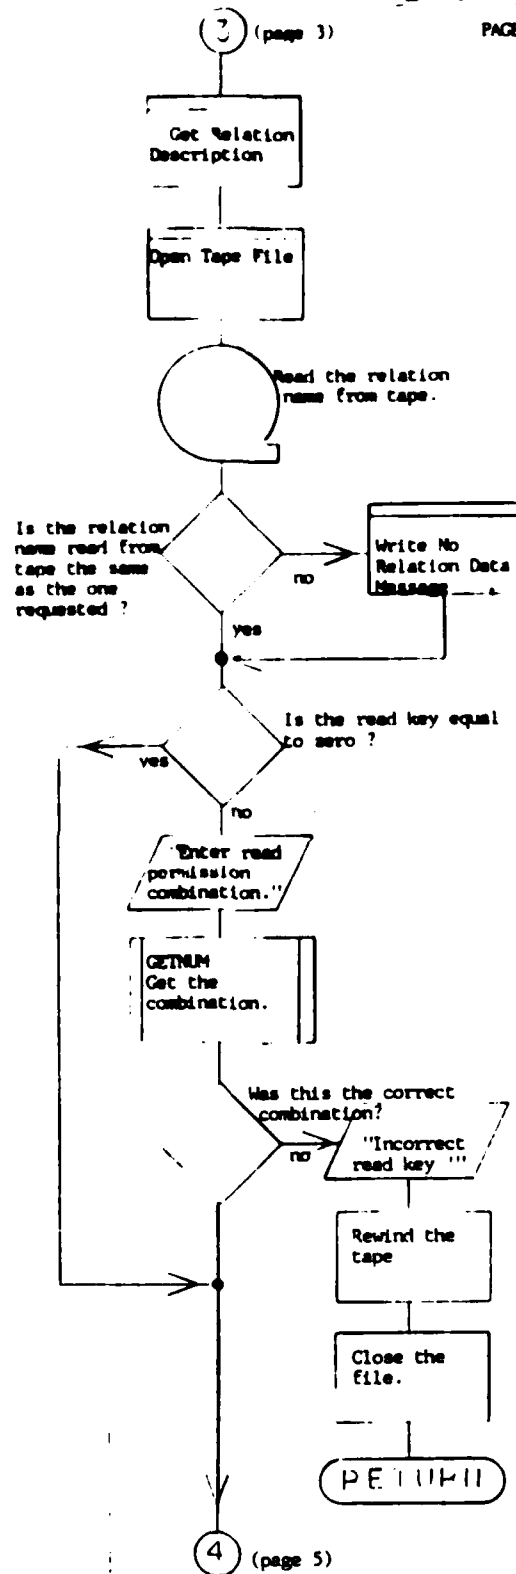 3 (page 3) PAGE
Get Relation
Description
Open Tape File
Read the relation
name from tape.
Is the relation
name read from
tape the same
as the one
requested ?
no
Write No
Relation Data
Message
yes
Is the read key equal
to zero ?
yes
no
"Enter read
permission
combination."
GETNUM
Get the
combination.
Was this the correct
combination?
no
"Incorrect
read key '"
Rewind the
tape
Close the
file.
RETURN
4 (page 5)